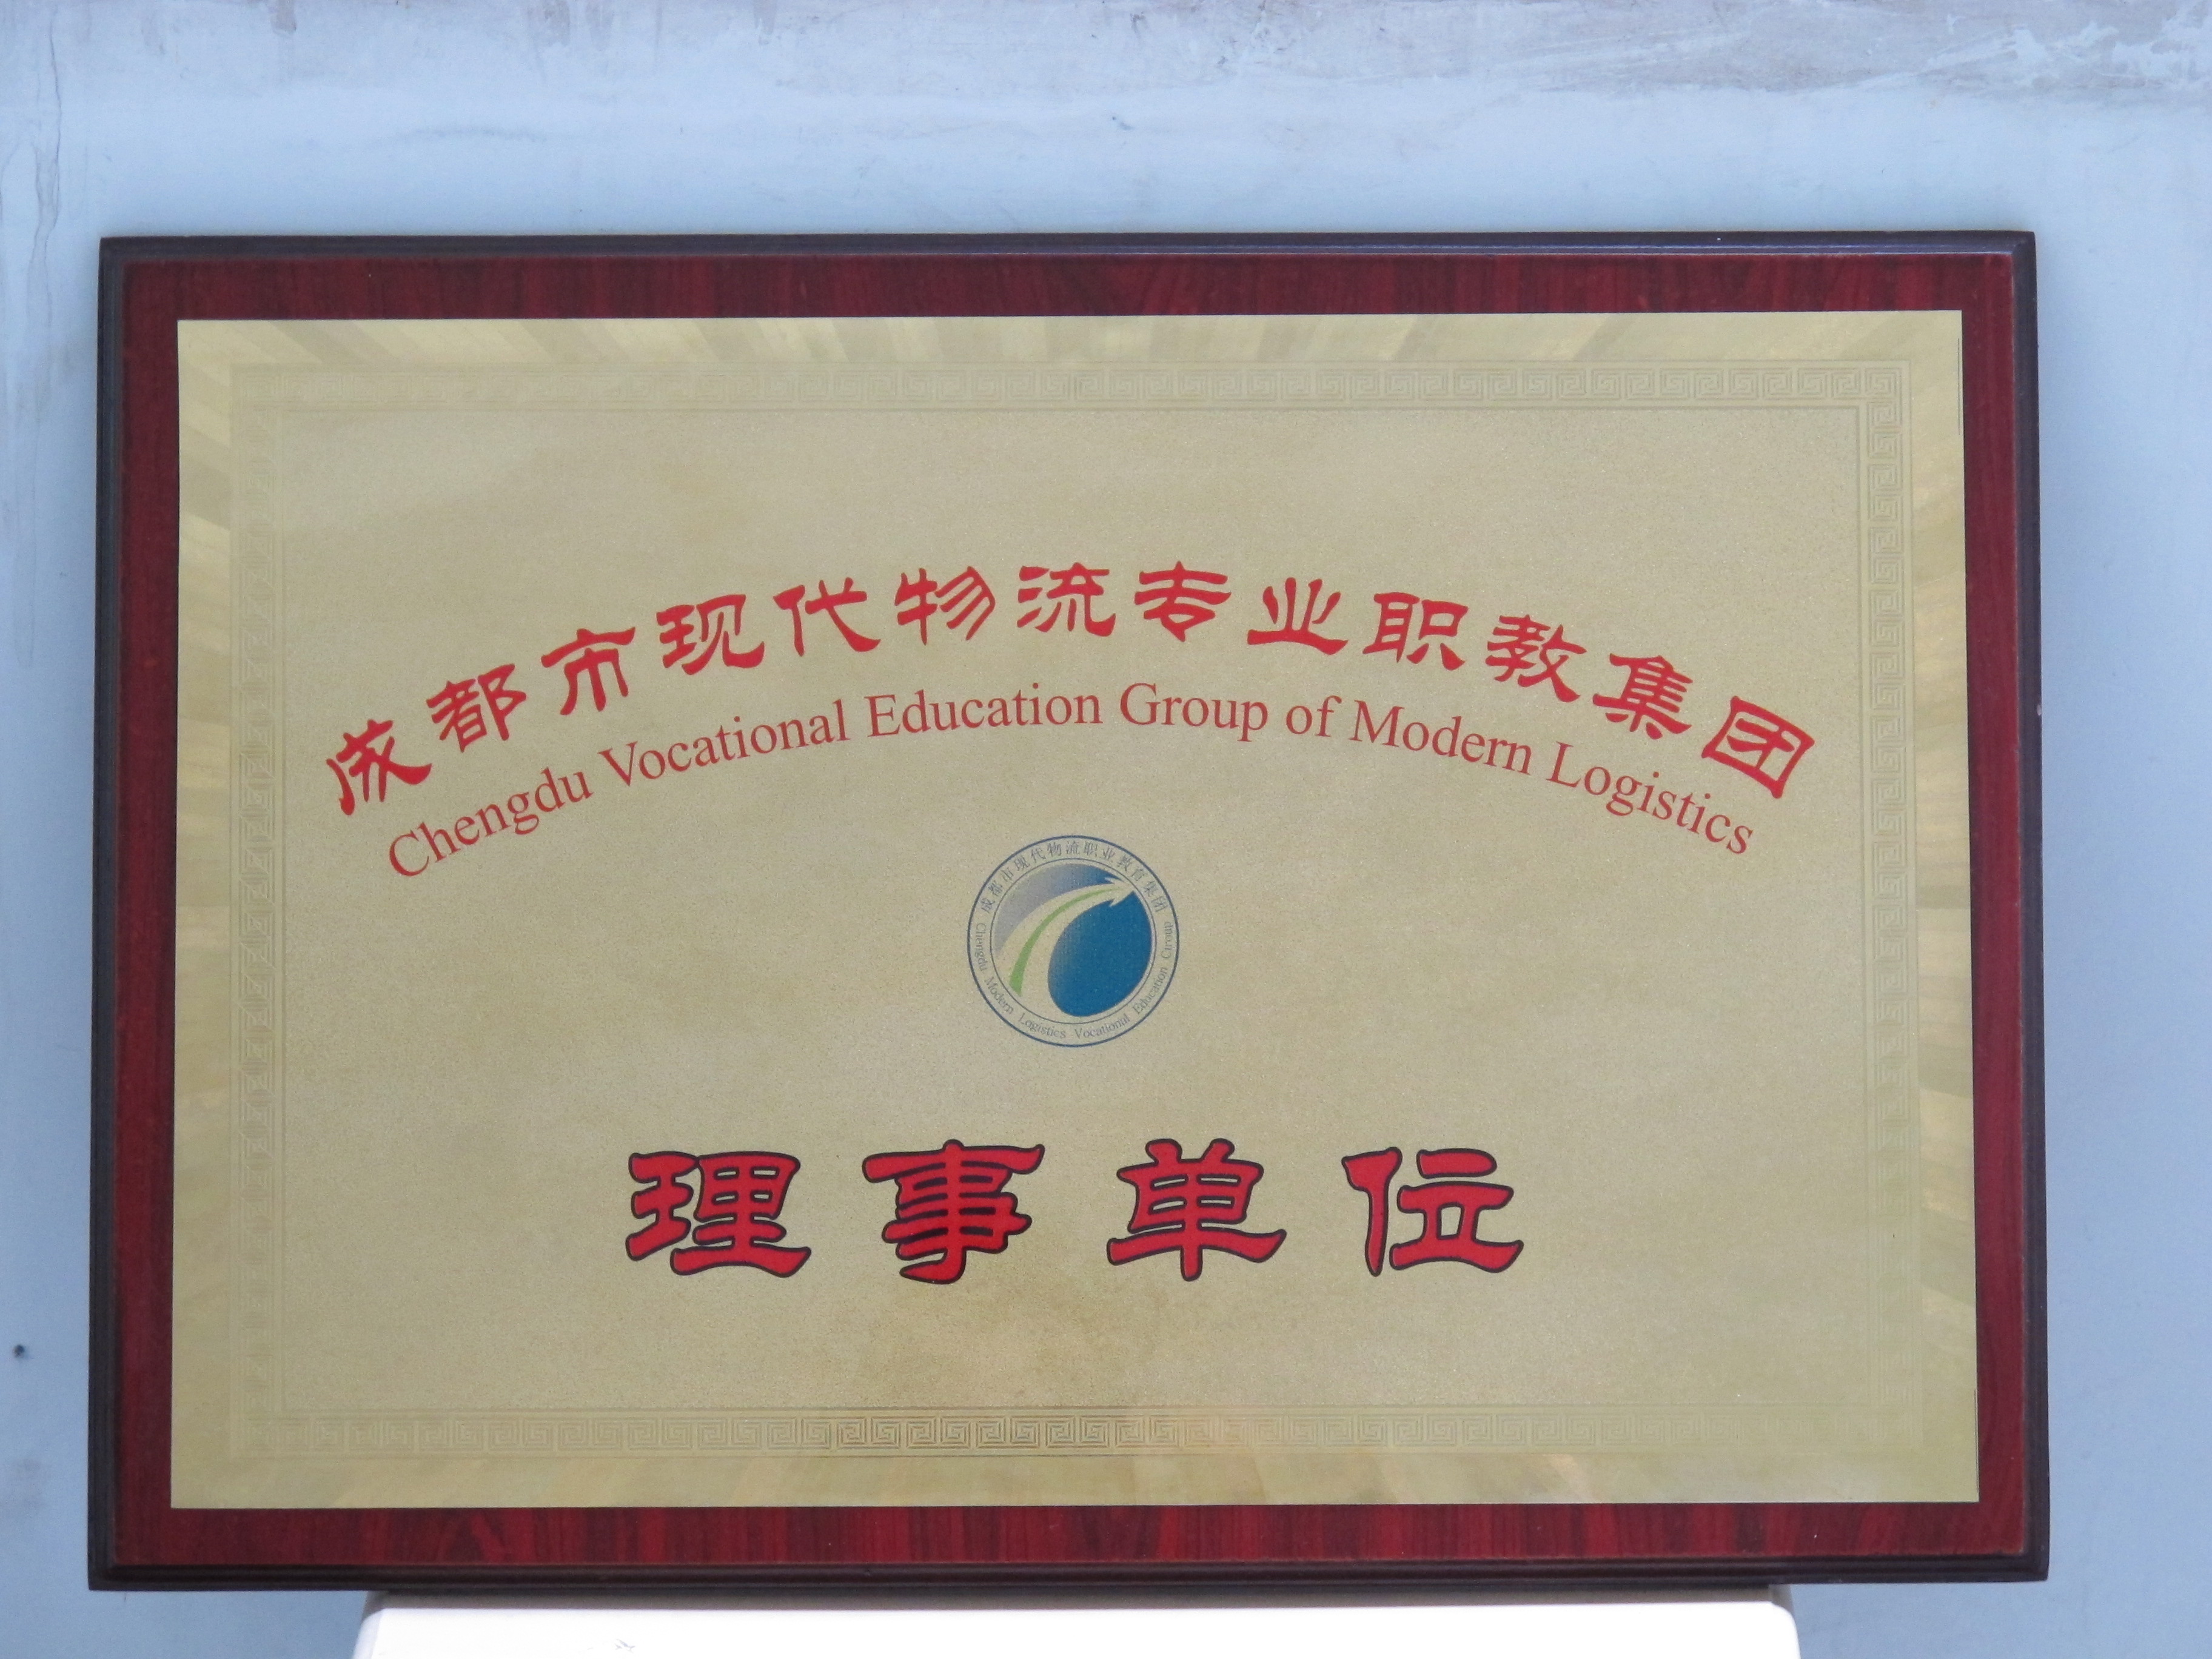 成都市现代物流专业职教集团
Chengdu Vocational Education Group of Modern Logistics
成都市现代物流职业教育集团
Chengdu Modern Logistics Vocational Education Group
理事单位